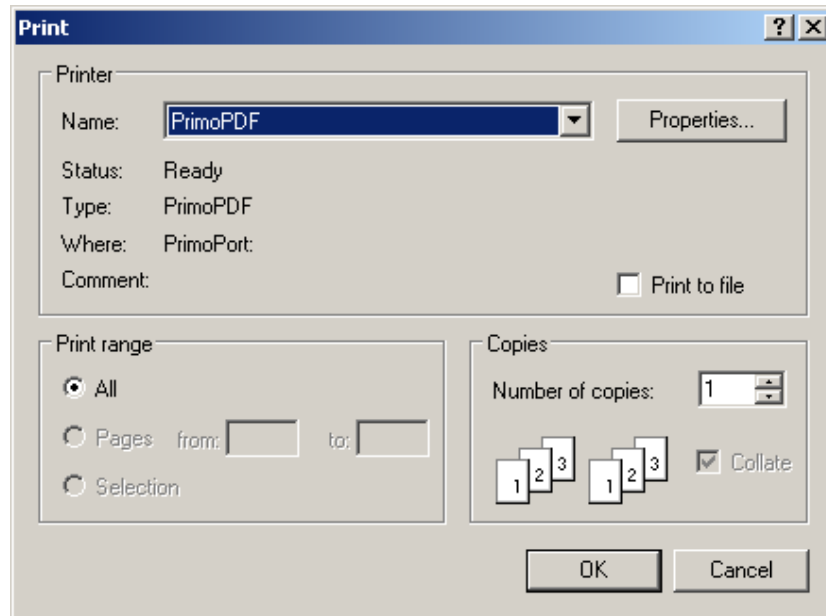 Print
Printer
Name: PrimoPDF Properties...
Status: Ready
Type: PrimoPDF
Where: PrimoPort:
Comment: Print to file
Print range
All
Pages from: to:
Selection
Copies
Number of copies: 1
1 2 3 1 2 3 Collate
OK Cancel